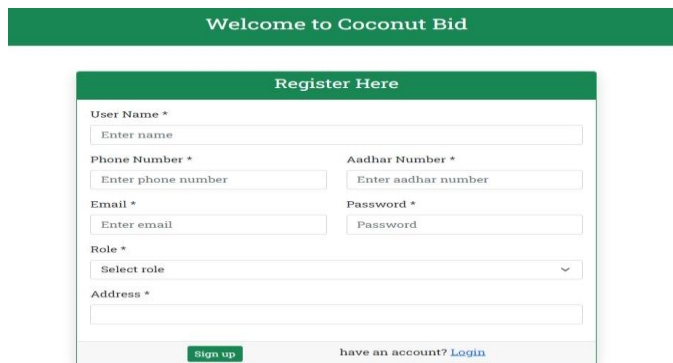 Welcome to Coconut Bid
Register Here
User Name *
Enter name
Phone Number * Aadhar Number *
Enter phone number Enter aadhar number
Email * Password *
Enter email Password
Role *
Select role
Address *
Sign up have an account? Login